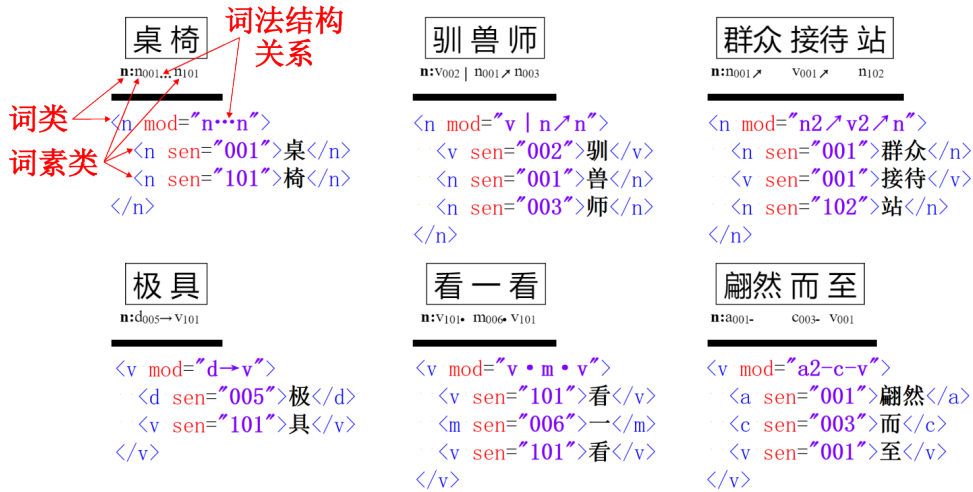 词法结构
关系
词类
词素类
桌 椅
n:n001…n101
<n mod="n…n">
<n sen="001">桌</n>
<n sen="101">椅</n>
</n>
驯 兽 师
n:v002 | n001↗n003
<n mod="v|n↗n">
<v sen="002">驯</v>
<n sen="001">兽</n>
<n sen="003">师</n>
</n>
群众 接待 站
n:n001↗ v001↗ n102
<n mod="n2↗v2↗n">
<n sen="001">群众</n>
<v sen="001">接待</v>
<n sen="102">站</n>
</n>
极 具
n:d005→v101
<v mod="d→v">
<d sen="005">极</d>
<v sen="101">具</v>
</v>
看 一 看
n:v101• m006• v101
<v mod="v•m•v">
<v sen="101">看</v>
<m sen="006">一</m>
<v sen="101">看</v>
</v>
翩然 而 至
n:a001- c003- v001
<v mod="a2-c-v">
<a sen="001">翩然</a>
<c sen="003">而</c>
<v sen="001">至</v>
</v>